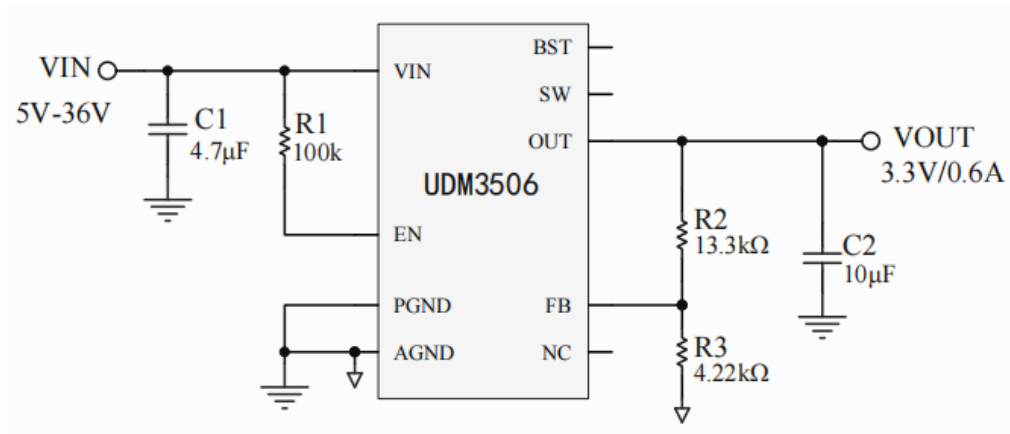 VIN
5V-36V
C1
4.7μF
R1
100k
VIN
EN
PGND
AGND
UDM3506
BST
SW
OUT
FB
NC
R2
13.3kΩ
R3
4.22kΩ
C2
10μF
VOUT
3.3V/0.6A